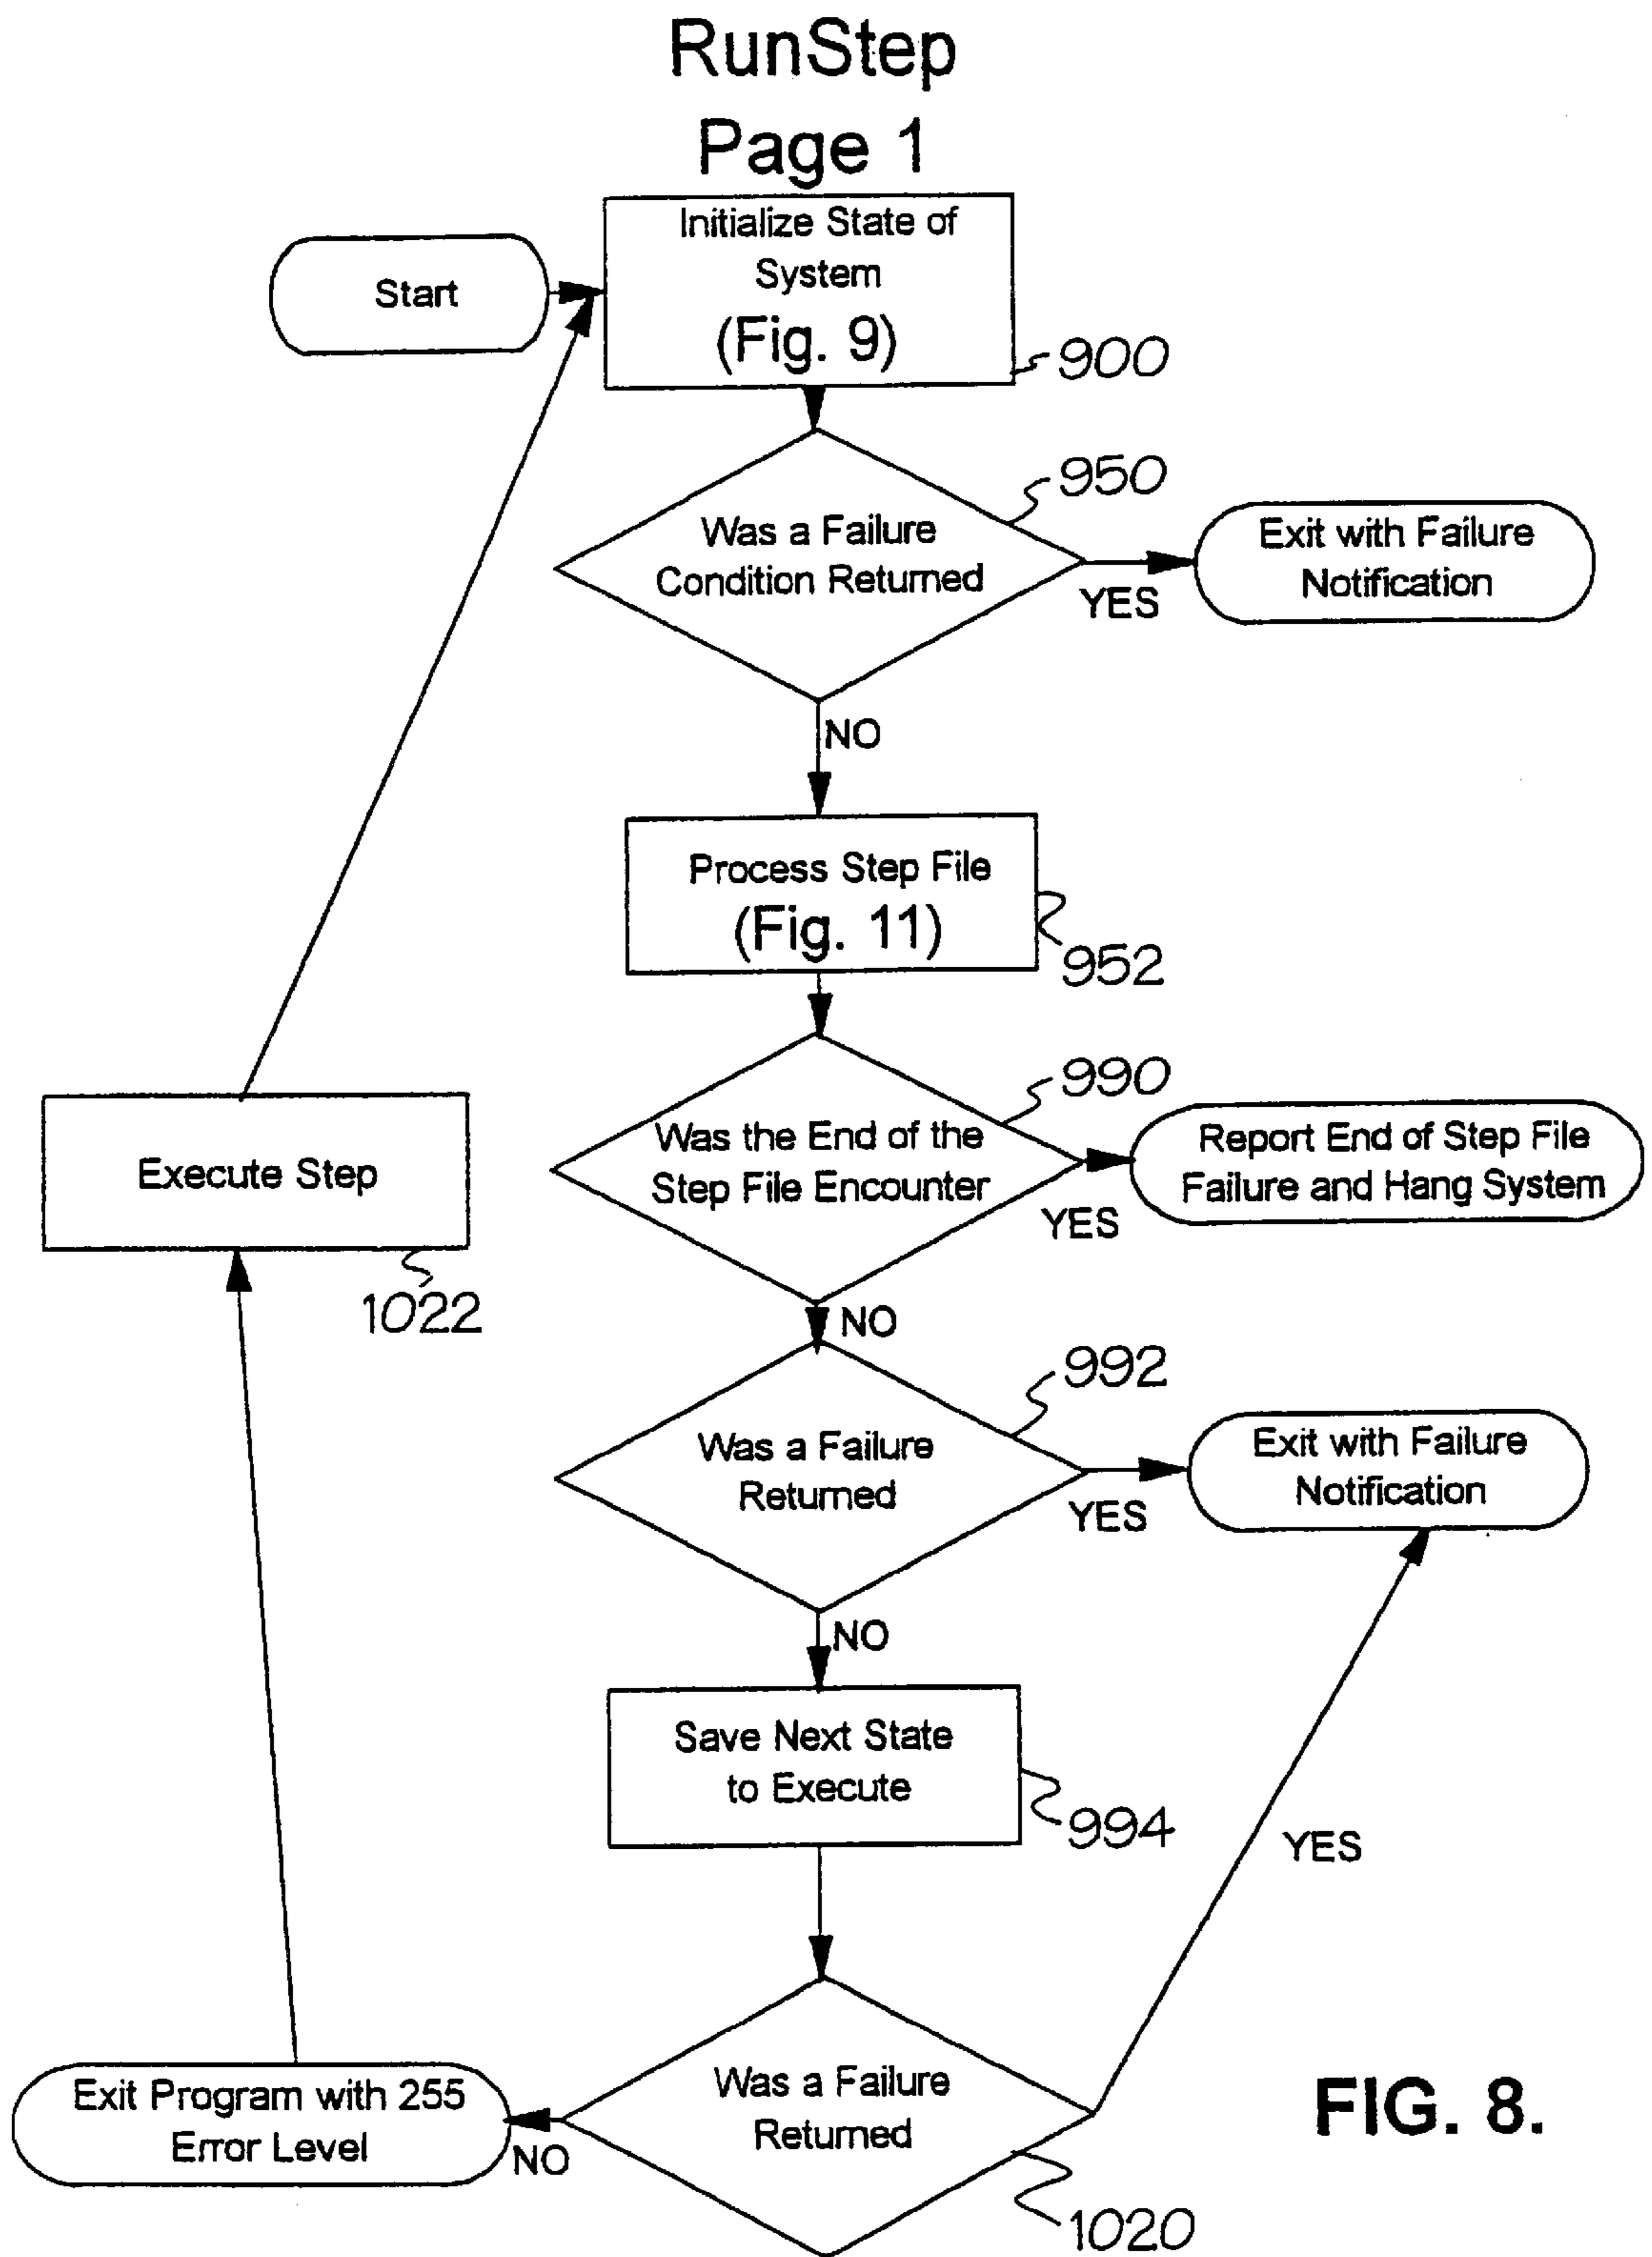 RunStep
Page 1
Initialize State of
System
(Fig. 9)
900
Start
950
Was a Failure
Condition Returned
YES
Exit with Failure
Notification
NO
Process Step File
(Fig. 11)
952
990
Was the End of the
Step File Encounter
YES
Report End of Step File
Failure and Hang System
Execute Step
1022
NO
992
Was a Failure
Returned
YES
Exit with Failure
Notification
NO
Save Next State
to Execute
994
YES
Was a Failure
Returned
1020
NO
Exit Program with 255
Error Level
FIG. 8.